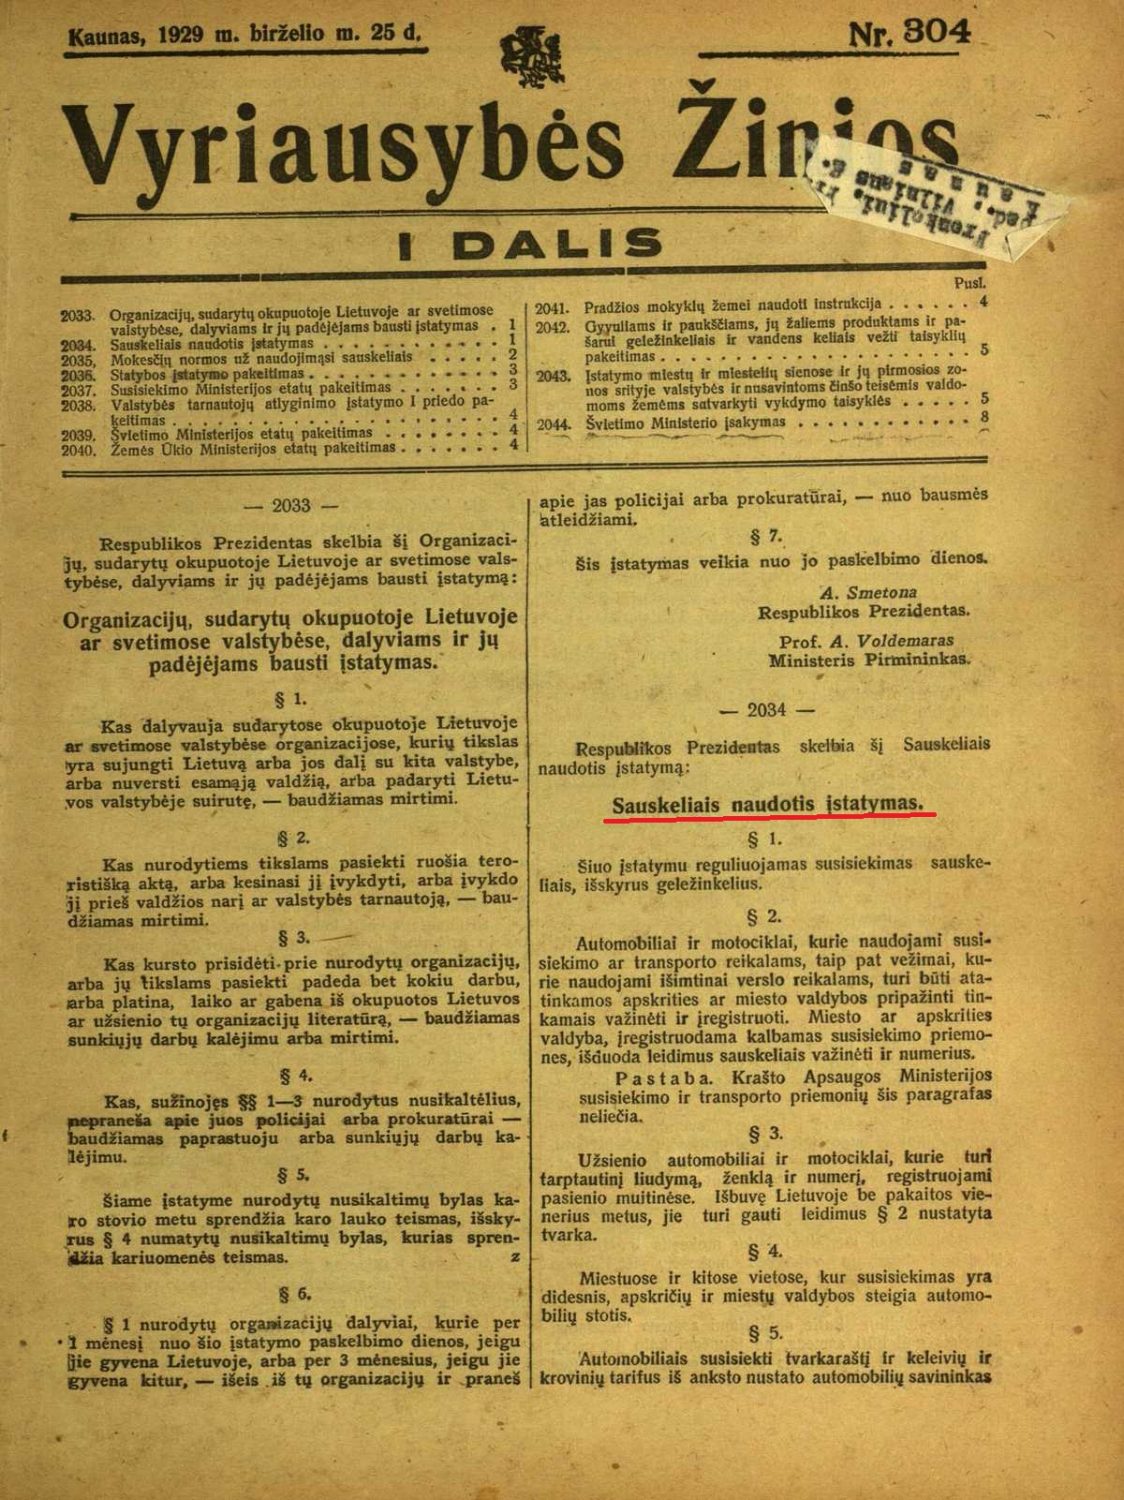 Kaunas, 1929 m. birželio m. 25 d.
Nr. 304
Vyriausybės Žinios
I DALIS
Pusl.
2033. Organizacijų, sudarytų okupuotoje Lietuvoje ar svetimose
valstybėse, dalyviams ir jų padėjėjams bausti įstatymas . 1
2034. Sauskeliais naudotis įstatymas . . . . . . . . . . . . 1
2035, Mokesčių normos už naudojimąsi sauskeliais . . . . . 2
2036. Statybos įstatymo pakeitimas . . . . . . . . . . . . . 3
2037. Susisiekimo Ministerijos etatų pakeitimas . . . . . . . 3
2038. Valstybės tarnautojų atlyginimo įstatymo I priedo pa-
keitimas . . . . . . . . . . . . . . . . . . . . . . 4
2039. Švietimo Ministerijos etatų pakeitimas . . . . . . . . 4
2040. Žemės Ūkio Ministerijos etatų pakeitimas . . . . . . . 4
2041. Pradžios mokyklų žemei naudoti instrukcija . . . . . . 4
2042. Gyvuliams ir paukščiams, jų žaliems produktams ir pa-
šarui geležinkeliais ir vandens keliais vežti taisyklių
pakeitimas . . . . . . . . . . . . . . . . . . . . . . 5
2043. Įstatymo miestų ir miestelių sienose ir jų pirmosios zo-
nos srityje valstybės ir nusavintoms činšo teisėmis valdo-
moms žemėms satvarkyti vykdymo taisyklės . . . . . 5
2044. Švietimo Ministerio įsakymas . . . . . . . . . . . . . 8
— 2033 —
Respublikos Prezidentas skelbia šį Organizaci-
jų, sudarytų okupuotoje Lietuvoje ar svetimose vals-
tybėse, dalyviams ir jų padėjėjams bausti įstatymą:
Organizacijų, sudarytų okupuotoje Lietuvoje
ar svetimose valstybėse, dalyviams ir jų
padėjėjams bausti įstatymas.
§ 1.
Kas dalyvauja sudarytose okupuotoje Lietuvoje
ar svetimose valstybėse organizacijose, kurių tikslas
yra sujungti Lietuvą arba jos dalį su kita valstybe,
arba nuversti esamąją valdžią, arba padaryti Lietu-
vos valstybėje suirutę, — baudžiamas mirtimi.
§ 2.
Kas nurodytiems tikslams pasiekti ruošia tero-
ristišką aktą, arba kesinasi jį įvykdyti, arba įvykdo
jį prieš valdžios narį ar valstybės tarnautoją, — bau-
džiamas mirtimi.
§ 3.
Kas kursto prisidėti prie nurodytų organizacijų,
arba jų tikslams pasiekti padeda bet kokiu darbu,
arba platina, laiko ar gabena iš okupuotos Lietuvos
ar užsienio tų organizacijų literatūrą, — baudžiamas
sunkiųjų darbų kalėjimu arba mirtimi.
§ 4.
Kas, sužinojęs §§ 1—3 nurodytus nusikaltėlius,
nepraneša apie juos policijai arba prokuratūrai —
baudžiamas paprastuoju arba sunkiųjų darbų ka-
lėjimu.
§ 5.
Šiame įstatyme nurodytų nusikaltimų bylas ka-
ro stovio metu sprendžia karo lauko teismas, išsky-
rus § 4 numatytų nusikaltimų bylas, kurias spren-
džia kariuomenės teismas. z
§ 6.
§ 1 nurodytų organizacijų dalyviai, kurie per
1 mėnesį nuo šio įstatymo paskelbimo dienos, jeigu
jie gyvena Lietuvoje, arba per 3 mėnesius, jeigu jie
gyvena kitur, — išeis iš tų organizacijų ir praneš
apie jas policijai arba prokuratūrai, — nuo bausmės
atleidžiami.
§ 7.
Šis įstatymas veikia nuo jo paskelbimo dienos.
A. Smetona
Respublikos Prezidentas.
Prof. A. Voldemaras
Ministeris Pirmininkas.
— 2034 —
Respublikos Prezidentas skelbia šį Sauskeliais
naudotis įstatymą:
Sauskeliais naudotis įstatymas.
§ 1.
Šiuo įstatymu reguliuojamas susisiekimas sauske-
liais, išskyrus geležinkelius.
§ 2.
Automobiliai ir motociklai, kurie naudojami susi-
siekimo ar transporto reikalams, taip pat vežimai, ku-
rie naudojami išimtinai verslo reikalams, turi būti ata-
tinkamos apskrities ar miesto valdybos pripažinti tin-
kamais važinėti ir įregistruoti. Miesto ar apskrities
valdyba, įregistruodama kalbamas susisiekimo priemo-
nes, išduoda leidimus sauskeliais važinėti ir numerius.
Pastaba. Krašto Apsaugos Ministerijos
susisiekimo ir transporto priemonių šis paragrafas
neliečia.
§ 3.
Užsienio automobiliai ir motociklai, kurie turi
tarptautinį liudymą, ženklą ir numerį, registruojami
pasienio muitinėse. Išbuvę Lietuvoje be pakaitos vie-
nerius metus, jie turi gauti leidimus § 2 nustatyta
tvarka.
§ 4.
Miestuose ir kitose vietose, kur susisiekimas yra
didesnis, apskričių ir miestų valdybos steigia automo-
bilių stotis.
§ 5.
Automobiliais susisiekti tvarkaraštį ir keleivių ir
krovinių tarifus iš anksto nustato automobilių savininkas